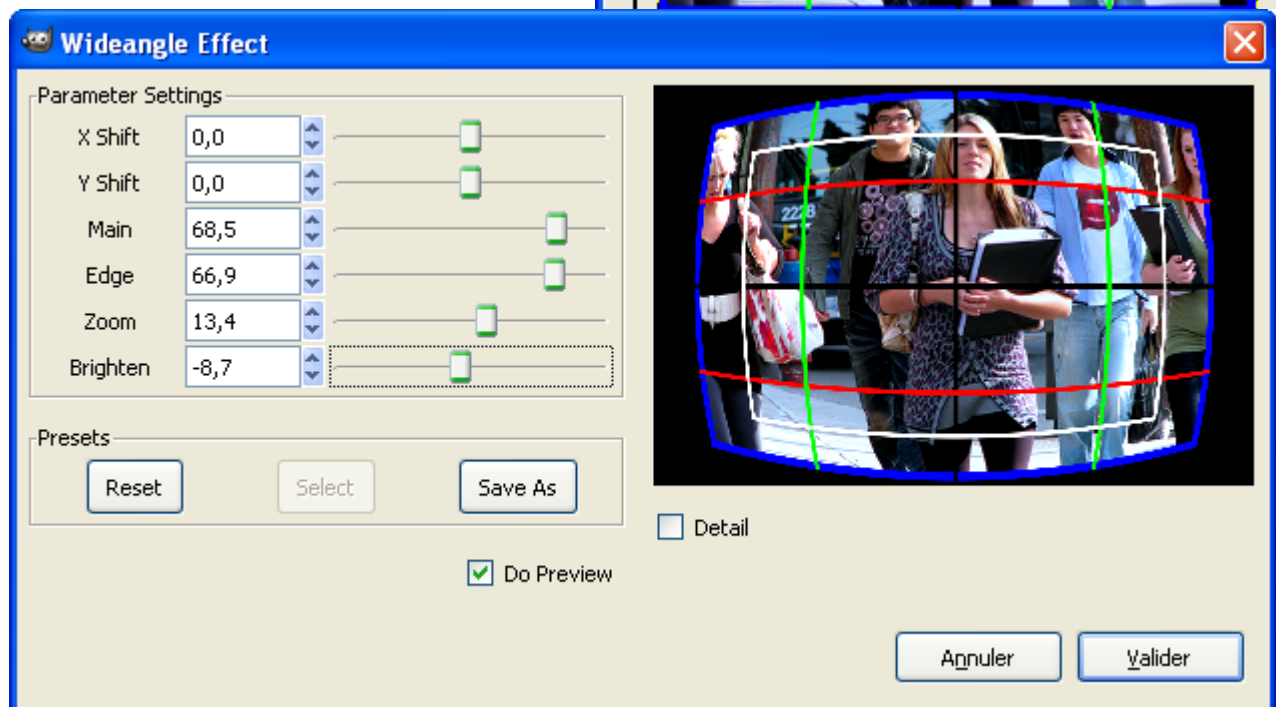 Wideangle Effect
Parameter Settings
X Shift 0,0
Y Shift 0,0
Main 68,5
Edge 66,9
Zoom 13,4
Brighten -8,7
Presets
Reset Select Save As
Do Preview
2228
Detail
Annuler Valider